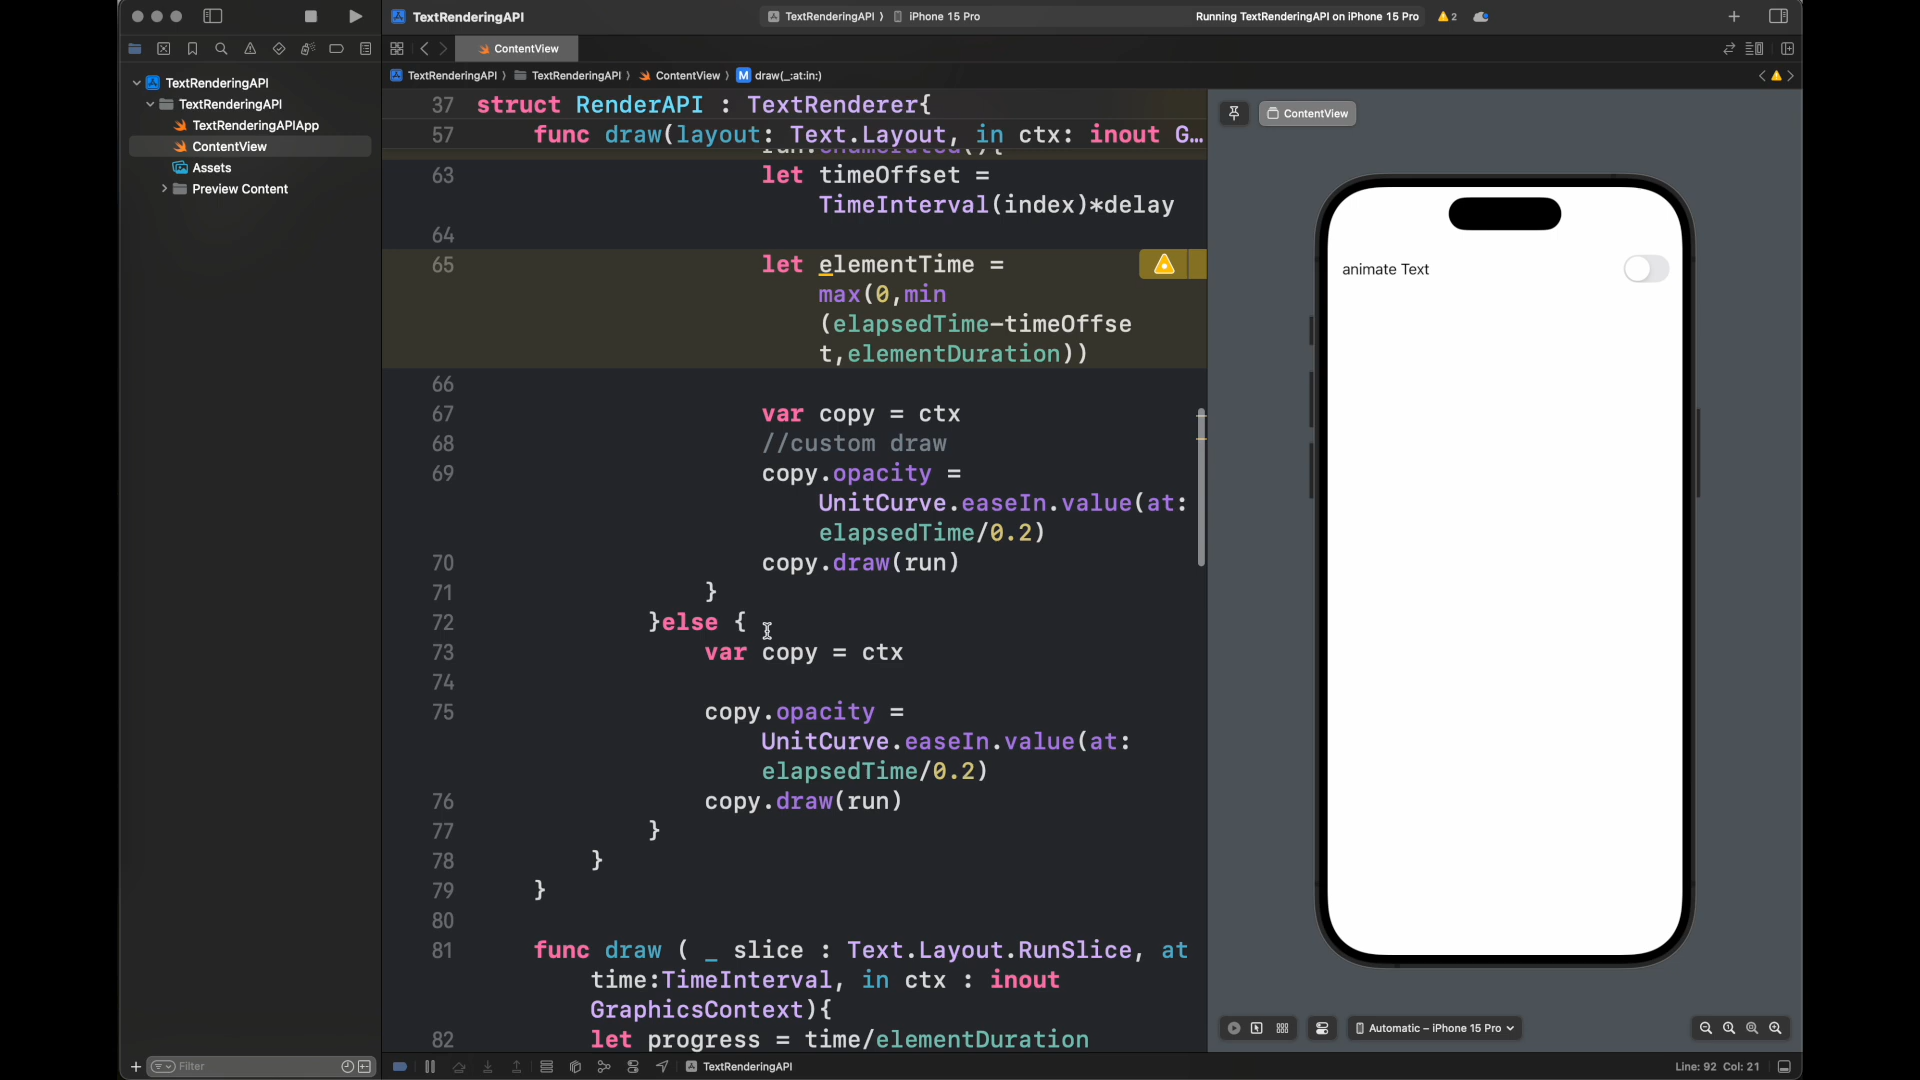 TextRenderingAPI
TextRenderingAPI 〉 iPhone 15 Pro
Running TextRenderingAPI on iPhone 15 Pro
2
ContentView
TextRenderingAPI 〉 TextRenderingAPI 〉 ContentView 〉 M draw(_:at:in:)
TextRenderingAPI
TextRenderingAPI
TextRenderingAPIApp
ContentView
Assets
Preview Content
37 struct RenderAPI : TextRenderer{
57 func draw(layout: Text.Layout, in ctx: inout G…
63 let timeOffset =
TimeInterval(index)*delay
64
65 let elementTime =
max(0,min
(elapsedTime-timeOffse
t,elementDuration))
66
67 var copy = ctx
68 //custom draw
69 copy.opacity =
UnitCurve.easeIn.value(at:
elapsedTime/0.2)
70 copy.draw(run)
71 }
72 }else {
73 var copy = ctx
74
75 copy.opacity =
UnitCurve.easeIn.value(at:
elapsedTime/0.2)
76 copy.draw(run)
77 }
78 }
79 }
80
81 func draw ( _ slice : Text.Layout.RunSlice, at
time:TimeInterval, in ctx : inout
GraphicsContext){
82 let progress = time/elementDuration
ContentView
animate Text
Automatic – iPhone 15 Pro
Filter
TextRenderingAPI
Line: 92 Col: 21